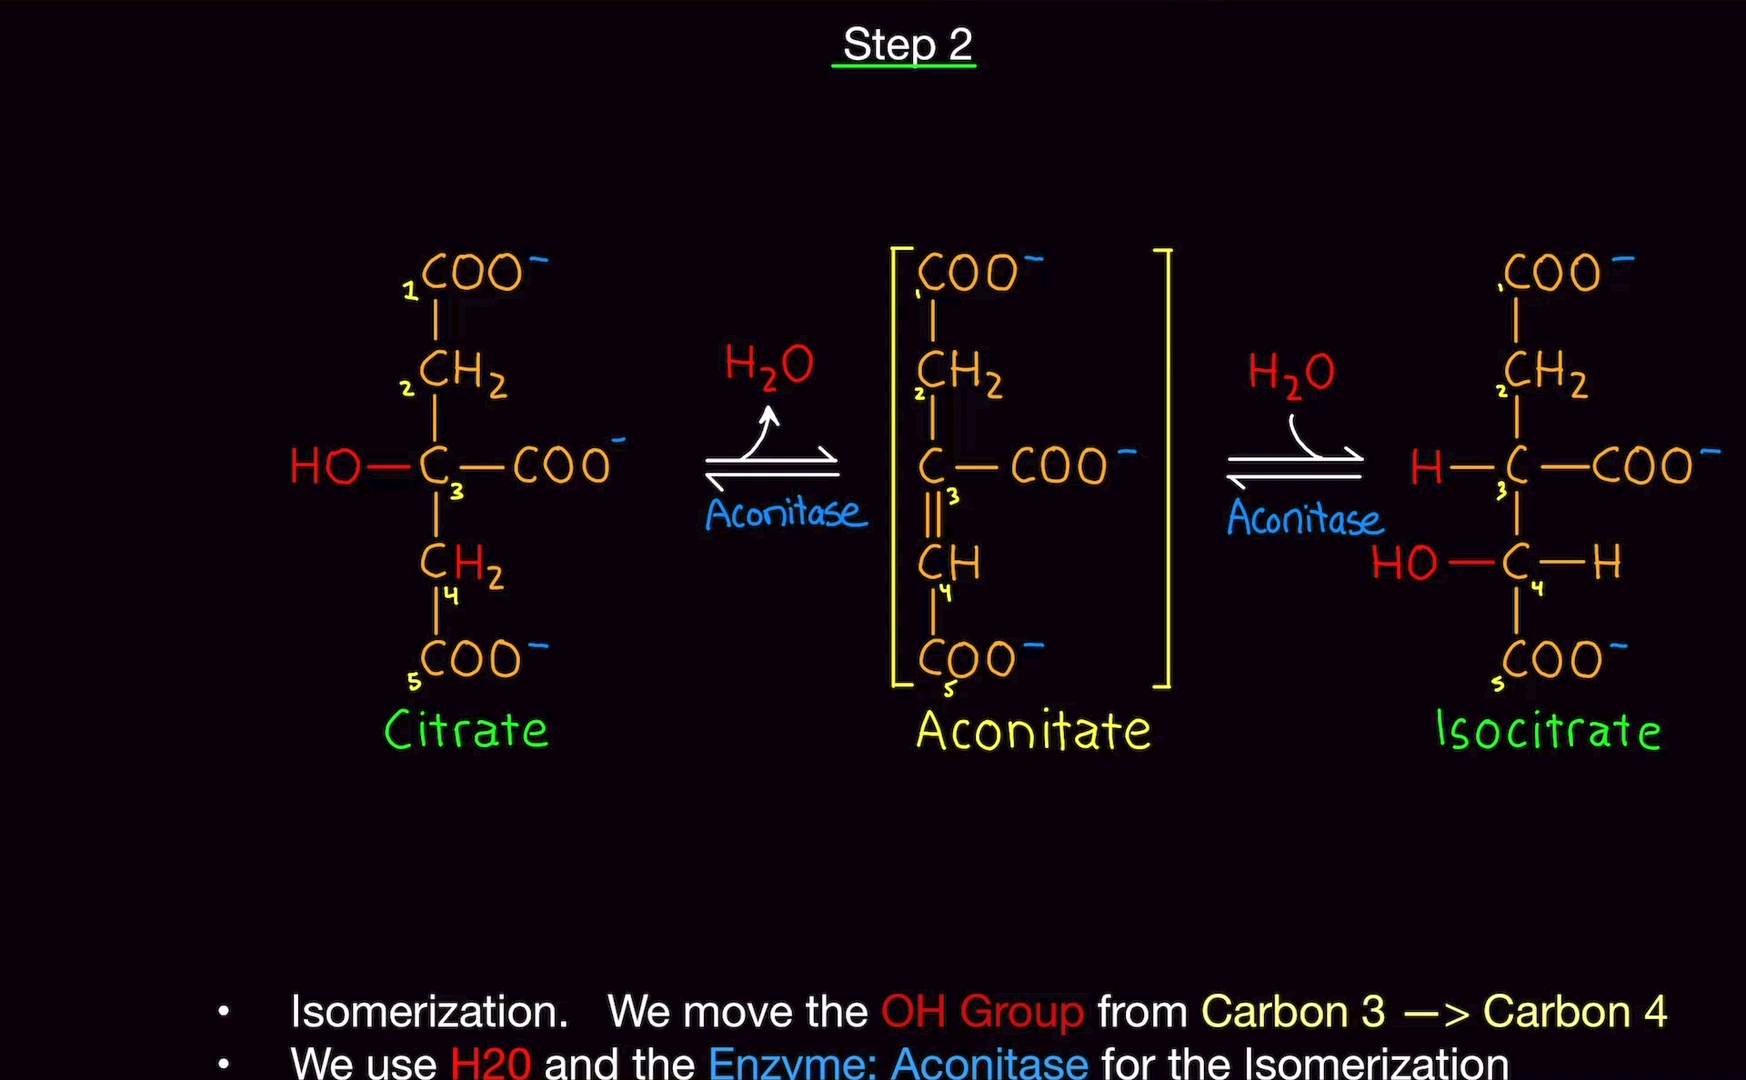 Step 2
1 COO⁻
2 CH₂
HO — C — COO⁻
3
CH₂
4
COO⁻
5
Citrate
H₂O
Aconitase
1 COO⁻
2 CH₂
C — COO⁻
3
CH
4
COO⁻
5
Aconitate
H₂O
Aconitase
1 COO⁻
2 CH₂
H — C — COO⁻
3
HO — C — H
4
COO⁻
5
Isocitrate
• Isomerization. We move the OH Group from Carbon 3 —> Carbon 4
• We use H20 and the Enzyme: Aconitase for the Isomerization